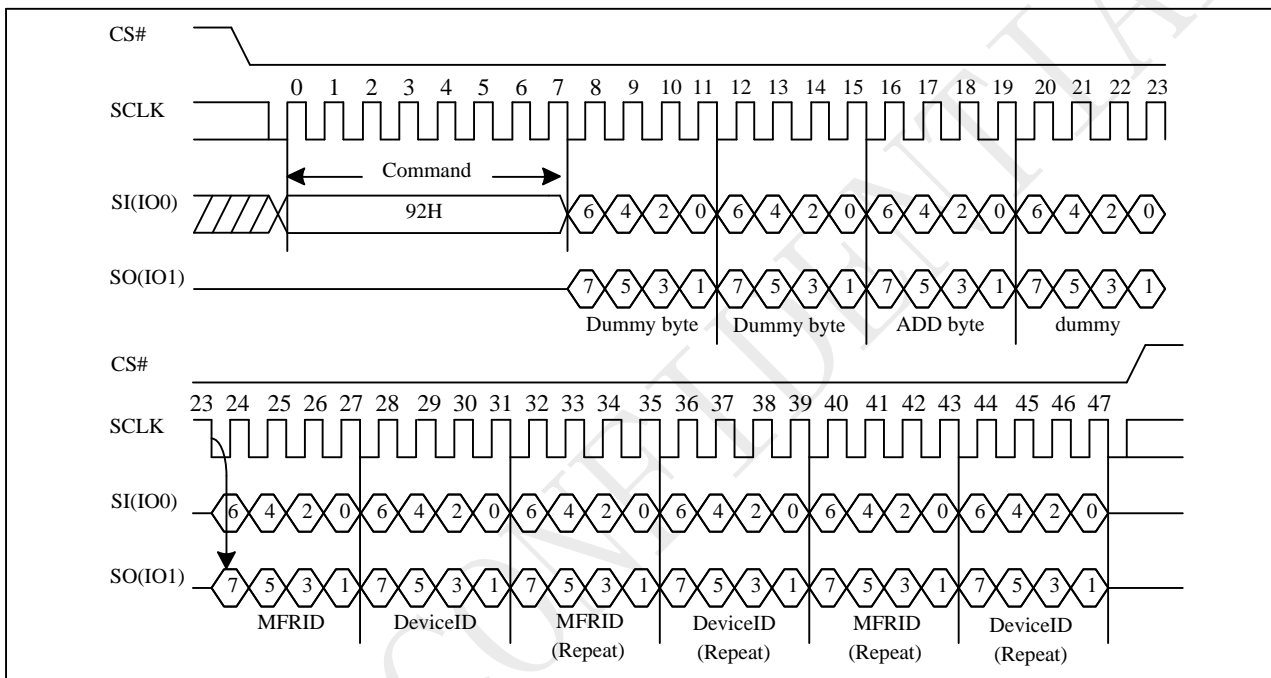 CS#
0 1 2 3 4 5 6 7 8 9 10 11 12 13 14 15 16 17 18 19 20 21 22 23
SCLK
Command
SI(IO0) 92H 6 4 2 0 6 4 2 0 6 4 2 0 6 4 2 0
SO(IO1) 7 5 3 1 7 5 3 1 7 5 3 1 7 5 3 1
Dummy byte Dummy byte ADD byte dummy
CS#
23 24 25 26 27 28 29 30 31 32 33 34 35 36 37 38 39 40 41 42 43 44 45 46 47
SCLK
SI(IO0) 6 4 2 0 6 4 2 0 6 4 2 0 6 4 2 0 6 4 2 0 6 4 2 0
SO(IO1) 7 5 3 1 7 5 3 1 7 5 3 1 7 5 3 1 7 5 3 1 7 5 3 1
MFRID DeviceID MFRID DeviceID MFRID DeviceID
(Repeat) (Repeat) (Repeat) (Repeat)
CONFIDENTIA